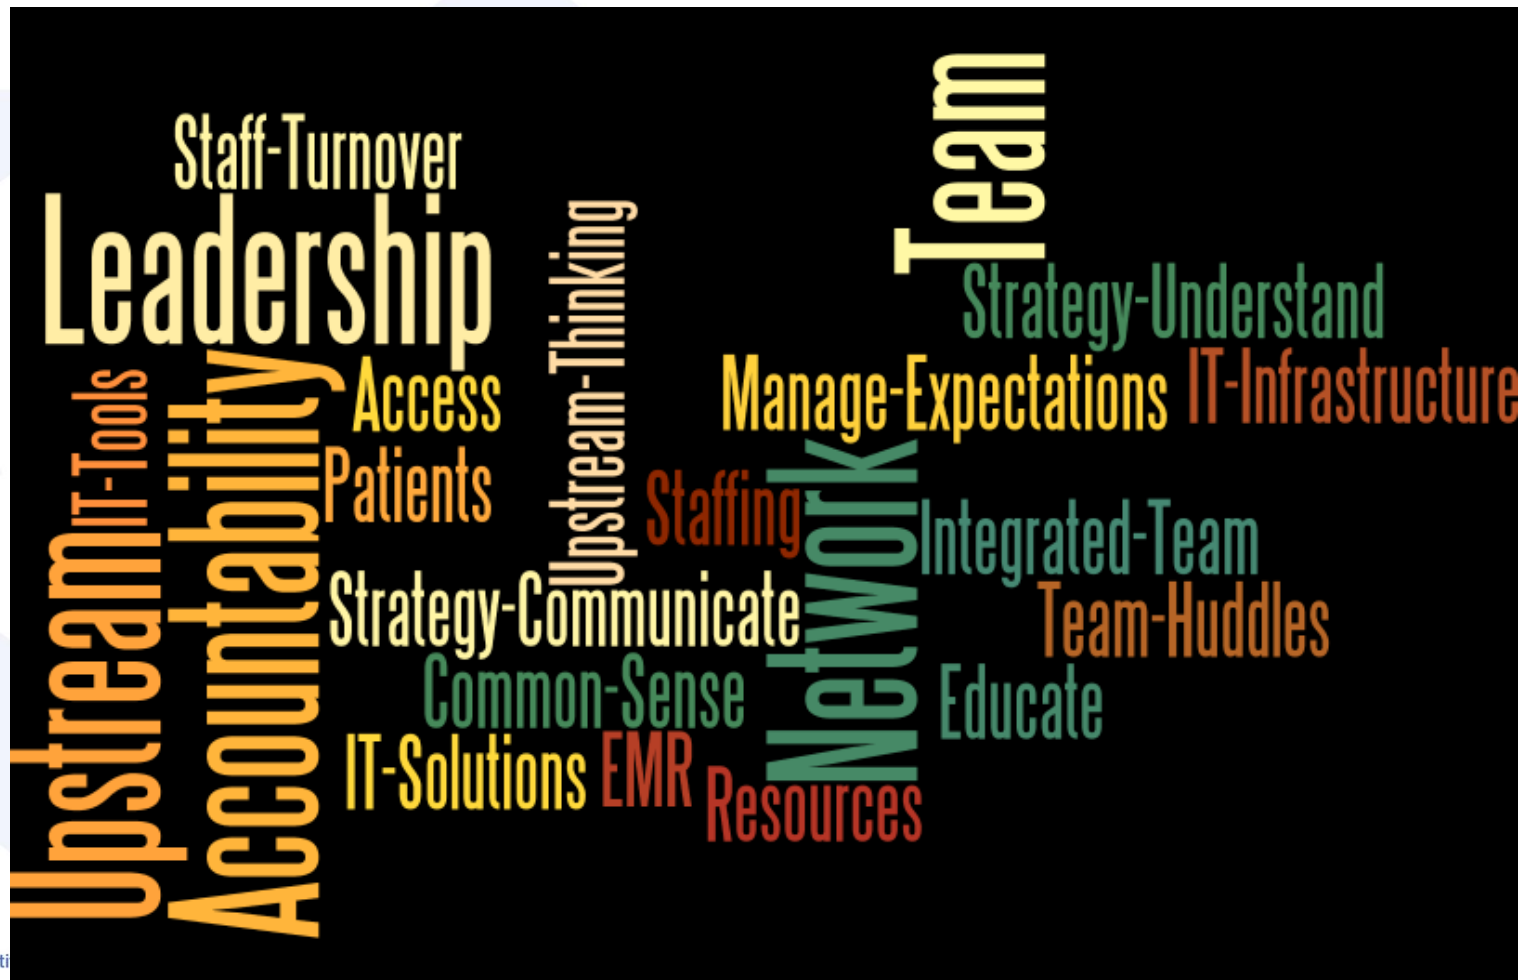 Team
Staff-Turnover
Leadership
Upstream-Thinking
Strategy-Understand
IT-Tools
Accountability
Access
Manage-Expectations
IT-Infrastructure
Patients
Staffing
Network
Integrated-Team
Upstream
Strategy-Communicate
Team-Huddles
Common-Sense
Educate
IT-Solutions
EMR
Resources
ti